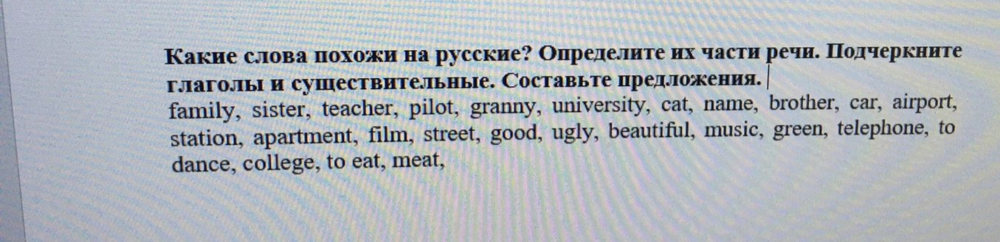 Какие слова похожи на русские? Определите их части речи. Подчеркните
глаголы и существительные. Составьте предложения.
family, sister, teacher, pilot, granny, university, cat, name, brother, car, airport,
station, apartment, film, street, good, ugly, beautiful, music, green, telephone, to
dance, college, to eat, meat,